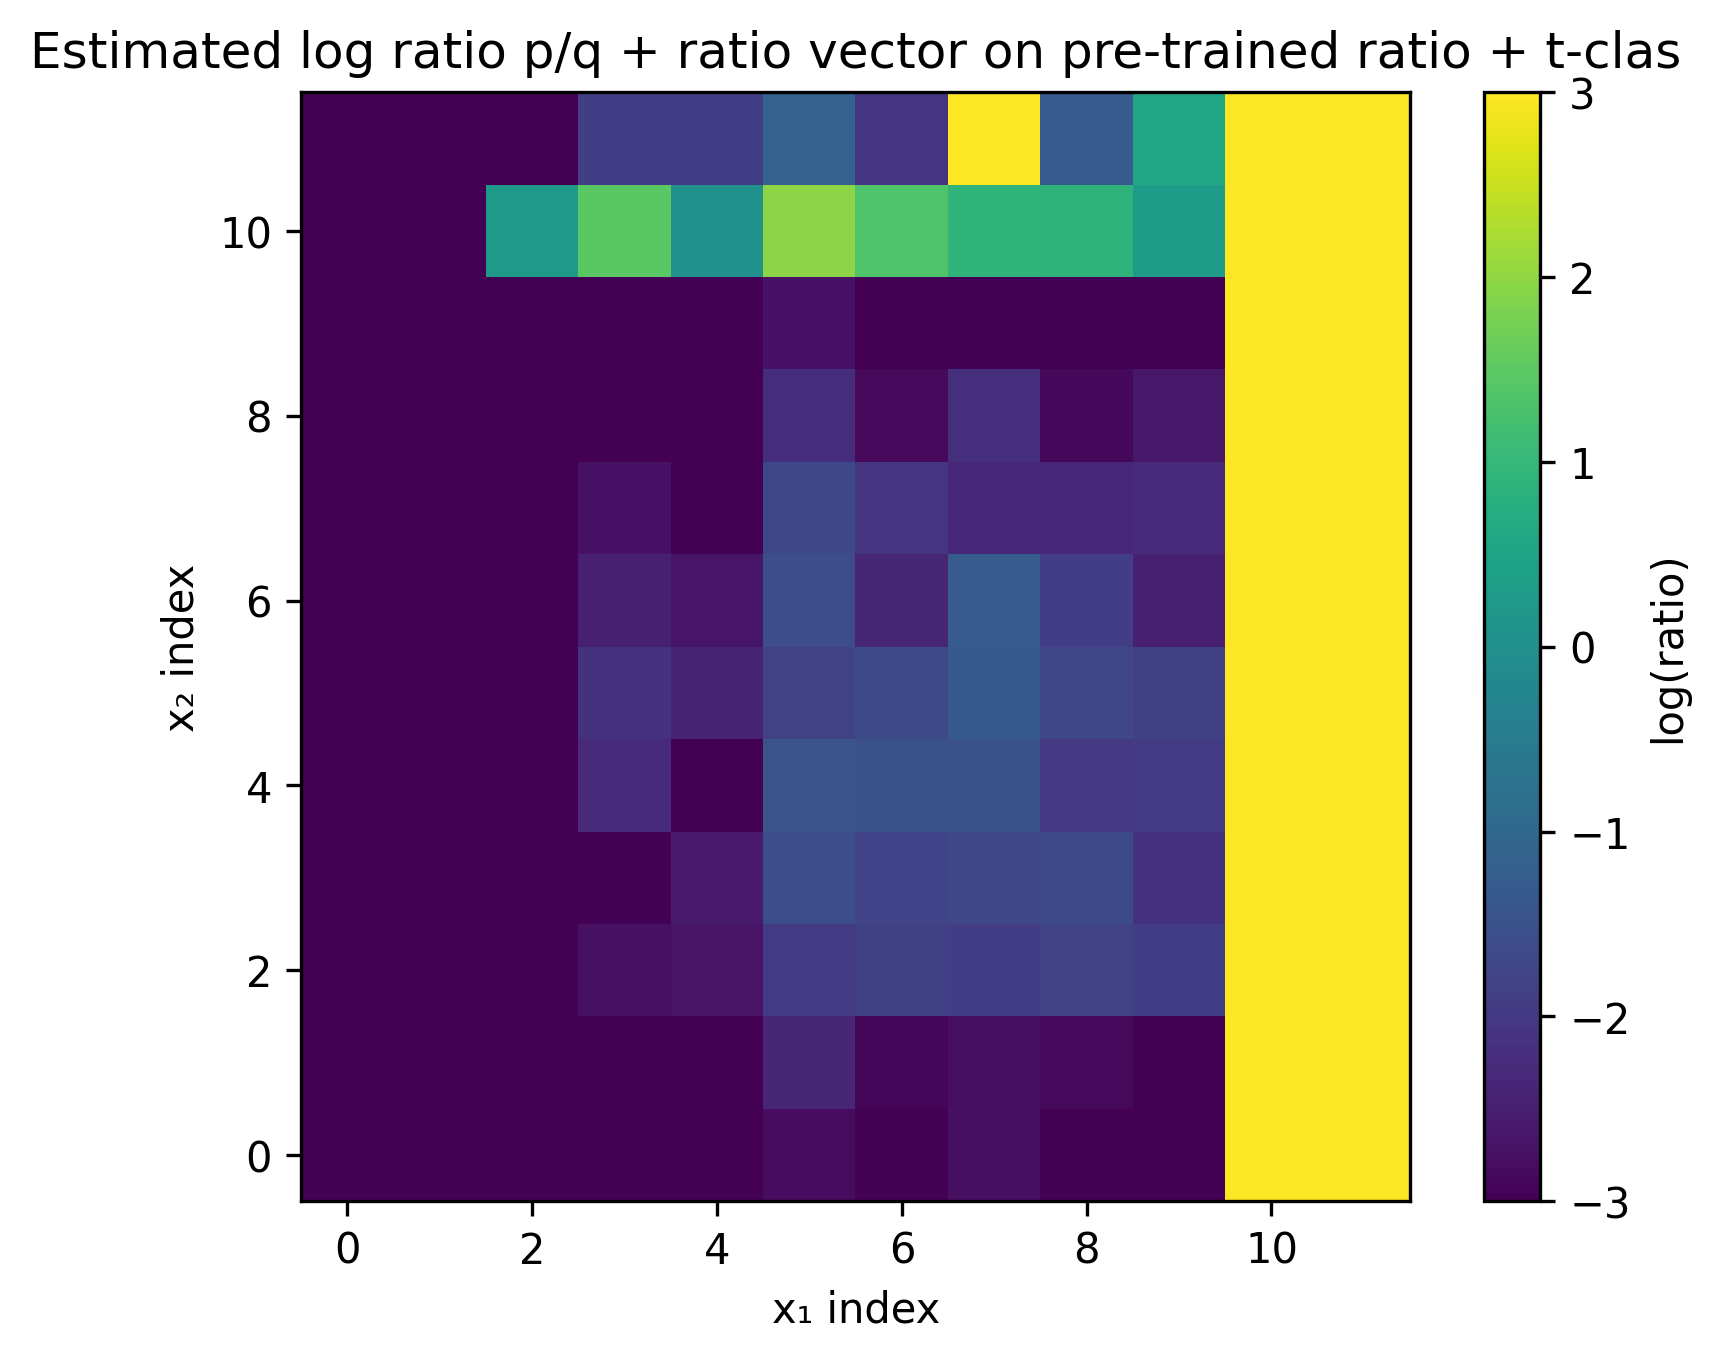 Estimated log ratio p/q + ratio vector on pre-trained ratio + t-clas
10
8
6
4
2
0
x₂ index
0 2 4 6 8 10
x₁ index
3
2
1
0
−1
−2
−3
log(ratio)